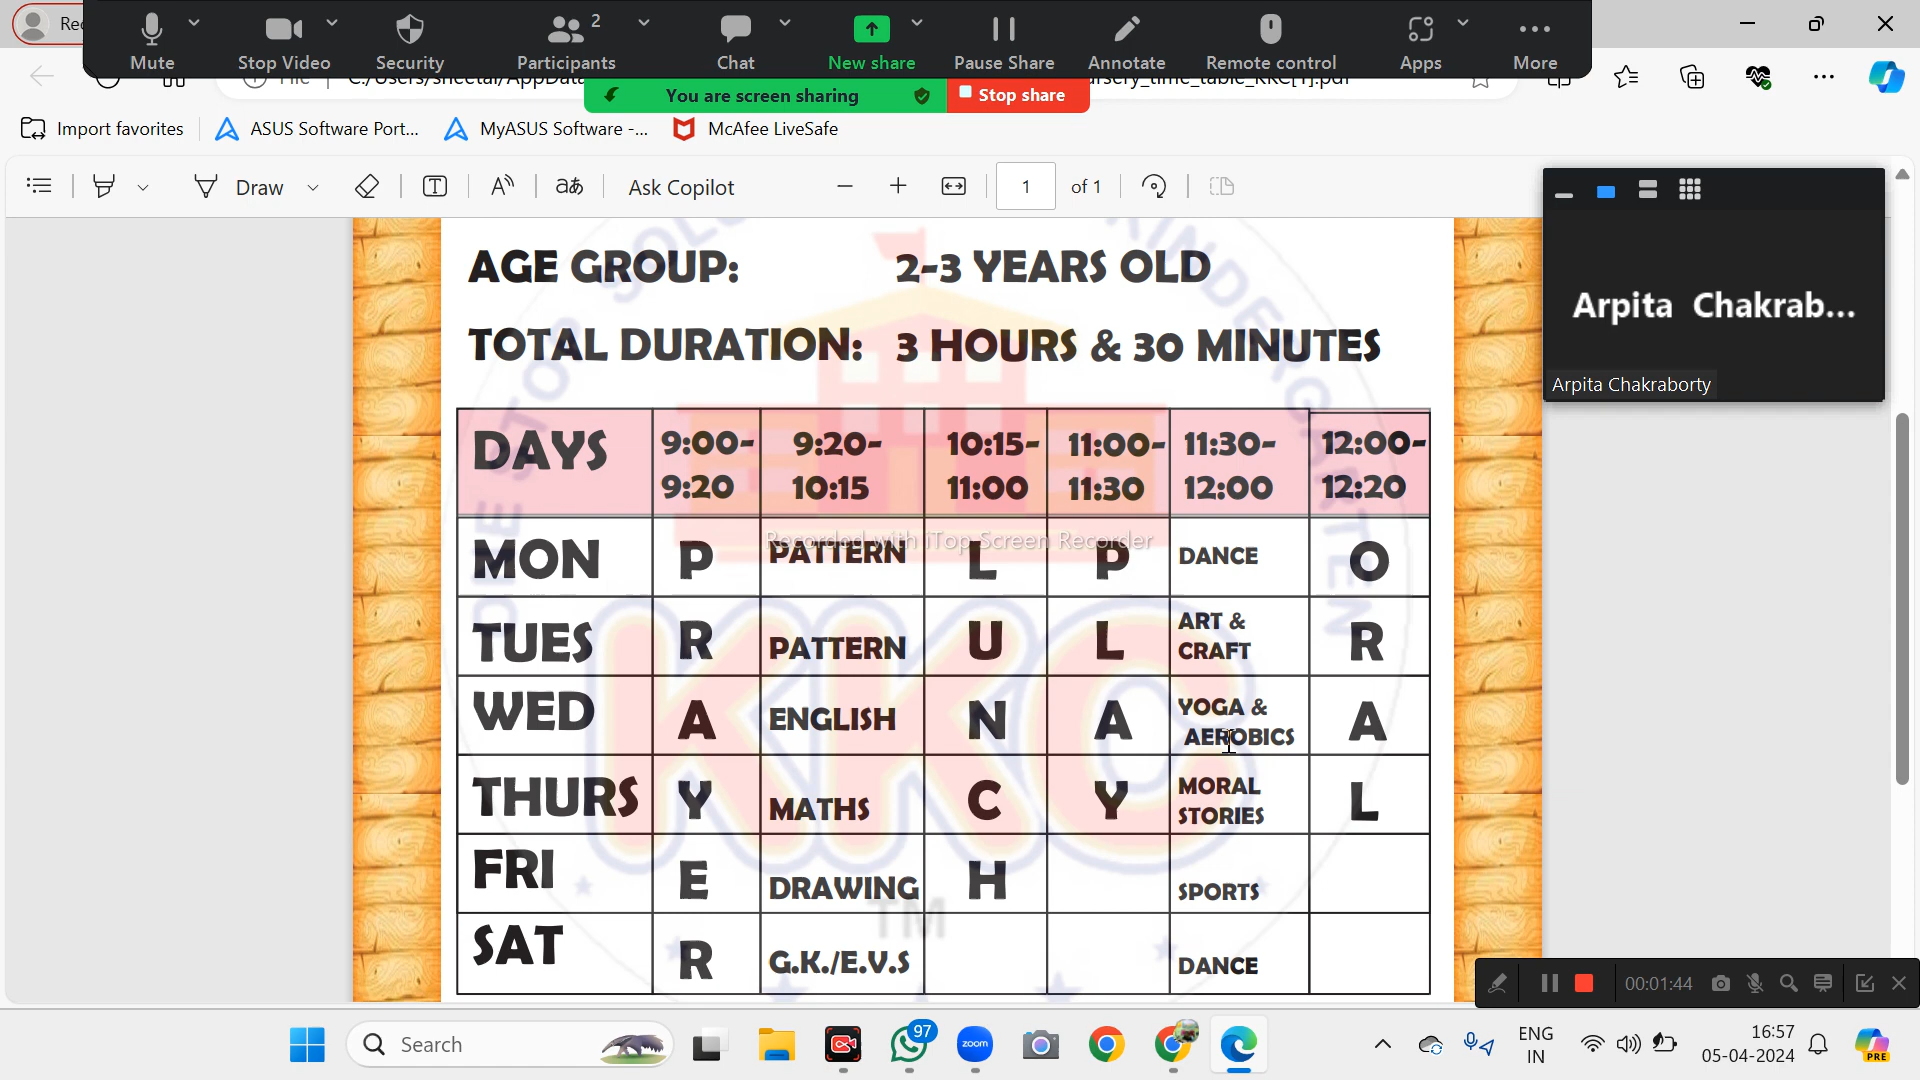 Mute
Stop Video
Security
Participants
2
Chat
New share
Pause Share
Annotate
Remote control
Apps
More
You are screen sharing
Stop share
Import favorites
ASUS Software Port...
MyASUS Software -...
McAfee LiveSafe
Draw
Ask Copilot
1
of 1
Arpita Chakrab...
Arpita Chakraborty
AGE GROUP: 2-3 YEARS OLD
TOTAL DURATION: 3 HOURS & 30 MINUTES
DAYS 9:00-9:20 9:20-10:15 10:15-11:00 11:00-11:30 11:30-12:00 12:00-12:20
Recorded with iTop Screen Recorder
MON P PATTERN L P DANCE O
TUES R PATTERN U L ART & CRAFT R
WED A ENGLISH N A YOGA & AEROBICS A
THURS Y MATHS C Y MORAL STORIES L
FRI E DRAWING H SPORTS
SAT R G.K./E.V.S DANCE
KKC
TM
00:01:44
Search
97
zoom
ENG
IN
16:57
05-04-2024
PRE